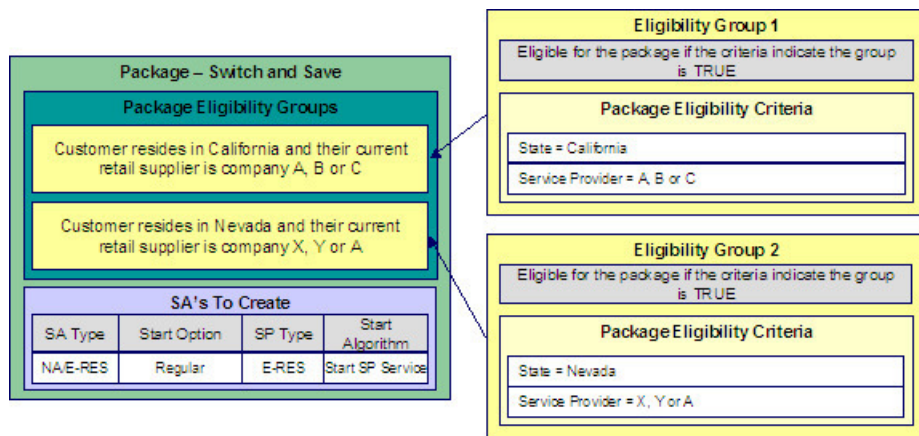 Package – Switch and Save
Package Eligibility Groups
Customer resides in California and their current
retail supplier is company A, B or C
Customer resides in Nevada and their current
retail supplier is company X, Y or A
SA's To Create
SA Type Start Option SP Type Start
Algorithm
NA/E-RES Regular E-RES Start SP Service
Eligibility Group 1
Eligible for the package if the criteria indicate the group
is TRUE
Package Eligibility Criteria
State = California
Service Provider = A, B or C
Eligibility Group 2
Eligible for the package if the criteria indicate the group
is TRUE
Package Eligibility Criteria
State = Nevada
Service Provider = X, Y or A